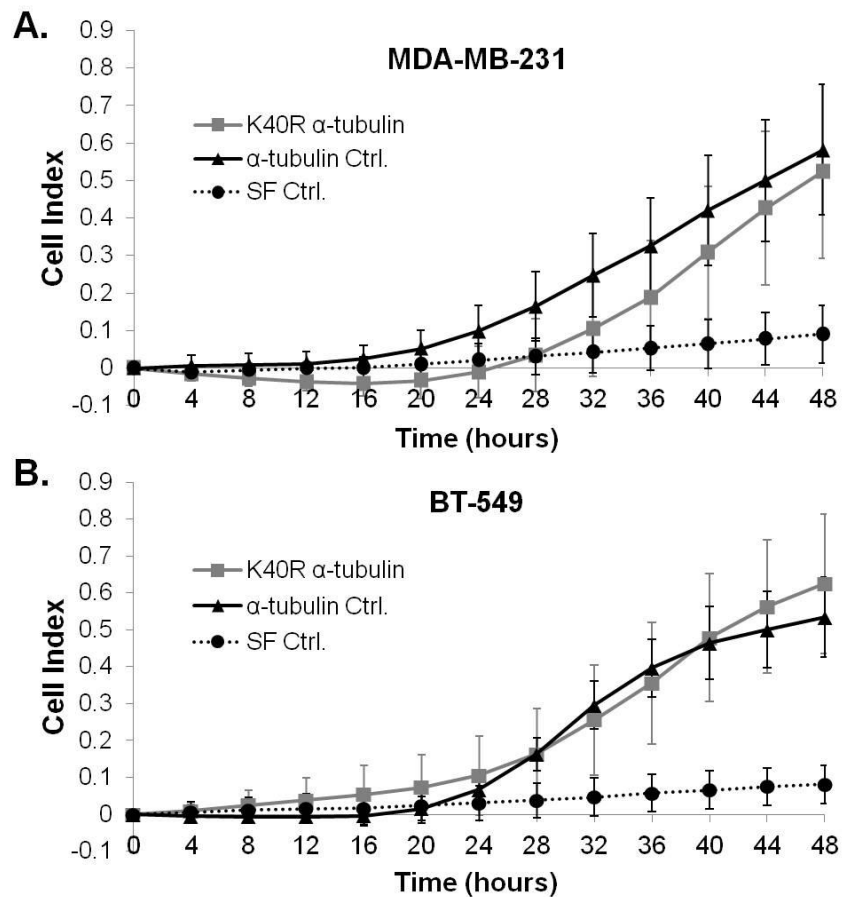 A.
MDA-MB-231
K40R α-tubulin
α-tubulin Ctrl.
SF Ctrl.
Cell Index
0.9
0.8
0.7
0.6
0.5
0.4
0.3
0.2
0.1
0
-0.1
0 4 8 12 16 20 24 28 32 36 40 44 48
Time (hours)
B.
BT-549
K40R α-tubulin
α-tubulin Ctrl.
SF Ctrl.
Cell Index
0.9
0.8
0.7
0.6
0.5
0.4
0.3
0.2
0.1
0
-0.1
0 4 8 12 16 20 24 28 32 36 40 44 48
Time (hours)